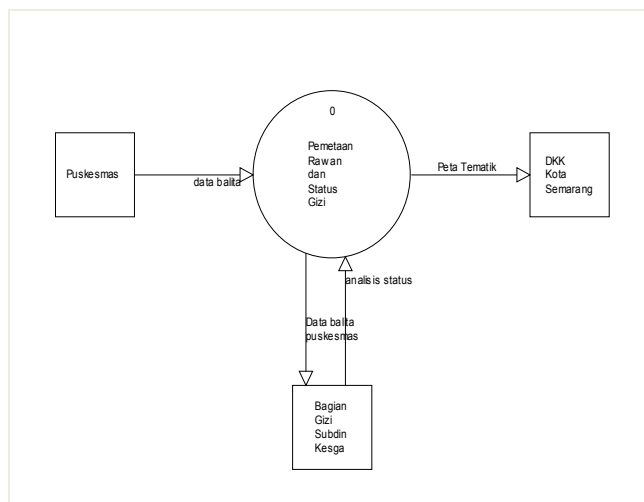 0
Pemetaan
Rawan
dan
Status
Gizi
Puskesmas
data balita
Peta Tematik
DKK
Kota
Semarang
analisis status
Data balita
puskesmas
Bagian
Gizi
Subdin
Kesga